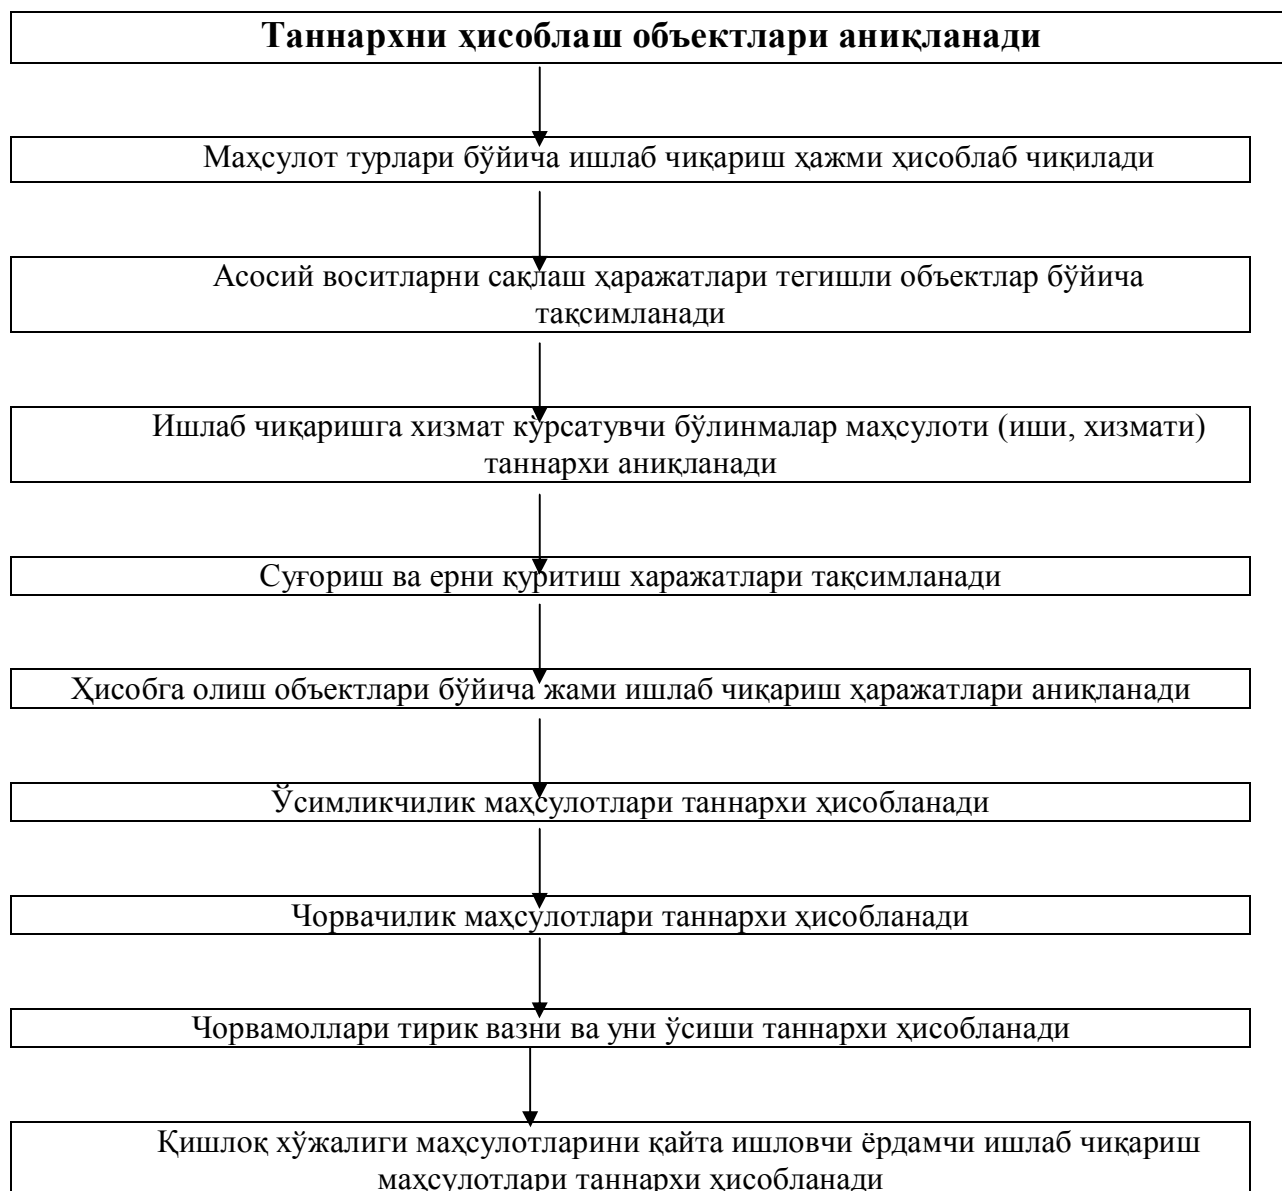 Таннархни ҳисоблаш объектлари аниқланади
Маҳсулот турлари бўйича ишлаб чиқариш ҳажми ҳисоблаб чиқилади
Асосий воситларни сақлаш ҳаражатлари тегишли объектлар бўйича
тақсимланади
Ишлаб чиқаришга хизмат кўрсатувчи бўлинмалар маҳсулоти (иши, хизмати)
таннархи аниқланади
Суғориш ва ерни қуритиш харажатлари тақсимланади
Ҳисобга олиш объектлари бўйича жами ишлаб чиқариш ҳаражатлари аниқланади
Ўсимликчилик маҳсулотлари таннархи ҳисобланади
Чорвачилик маҳсулотлари таннархи ҳисобланади
Чорвамоллари тирик вазни ва уни ўсиши таннархи ҳисобланади
Қишлоқ хўжалиги маҳсулотларини қайта ишловчи ёрдамчи ишлаб чиқариш
маҳсулотлари таннархи ҳисобланади